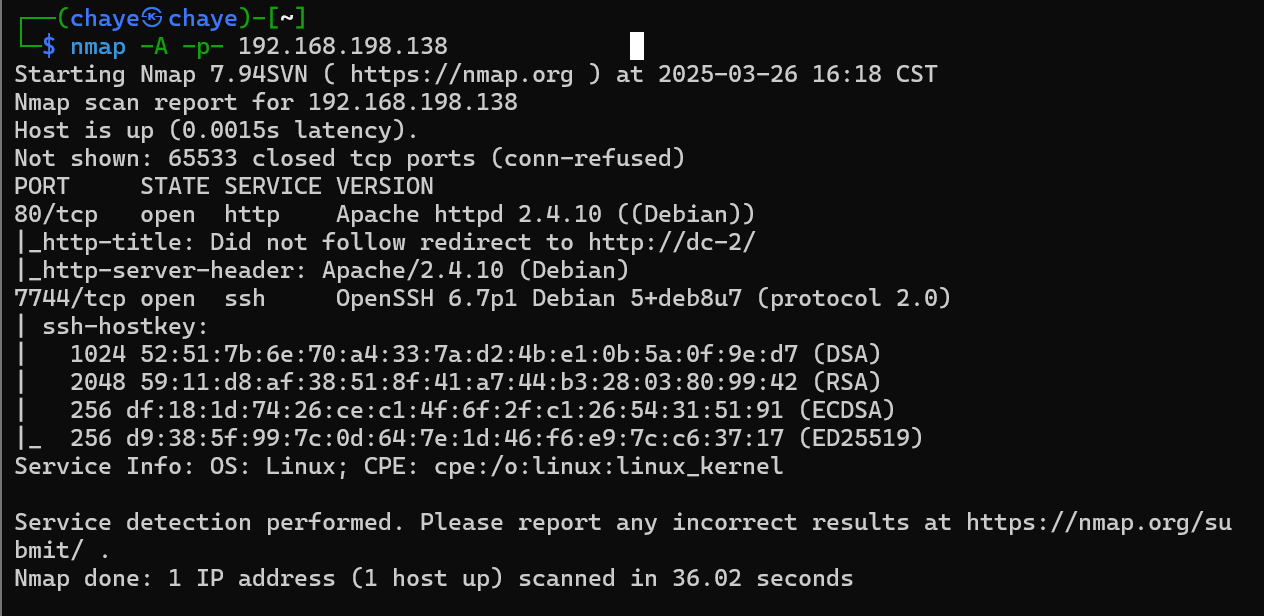 ┌──(chaye㉿chaye)-[~]
└─$ nmap -A -p- 192.168.198.138
Starting Nmap 7.94SVN ( https://nmap.org ) at 2025-03-26 16:18 CST
Nmap scan report for 192.168.198.138
Host is up (0.0015s latency).
Not shown: 65533 closed tcp ports (conn-refused)
PORT     STATE SERVICE VERSION
80/tcp   open  http    Apache httpd 2.4.10 ((Debian))
|_http-title: Did not follow redirect to http://dc-2/
|_http-server-header: Apache/2.4.10 (Debian)
7744/tcp open  ssh     OpenSSH 6.7p1 Debian 5+deb8u7 (protocol 2.0)
| ssh-hostkey:
|   1024 52:51:7b:6e:70:a4:33:7a:d2:4b:e1:0b:5a:0f:9e:d7 (DSA)
|   2048 59:11:d8:af:38:51:8f:41:a7:44:b3:28:03:80:99:42 (RSA)
|   256 df:18:1d:74:26:ce:c1:4f:6f:2f:c1:26:54:31:51:91 (ECDSA)
|_  256 d9:38:5f:99:7c:0d:64:7e:1d:46:f6:e9:7c:c6:37:17 (ED25519)
Service Info: OS: Linux; CPE: cpe:/o:linux:linux_kernel

Service detection performed. Please report any incorrect results at https://nmap.org/su
bmit/ .
Nmap done: 1 IP address (1 host up) scanned in 36.02 seconds